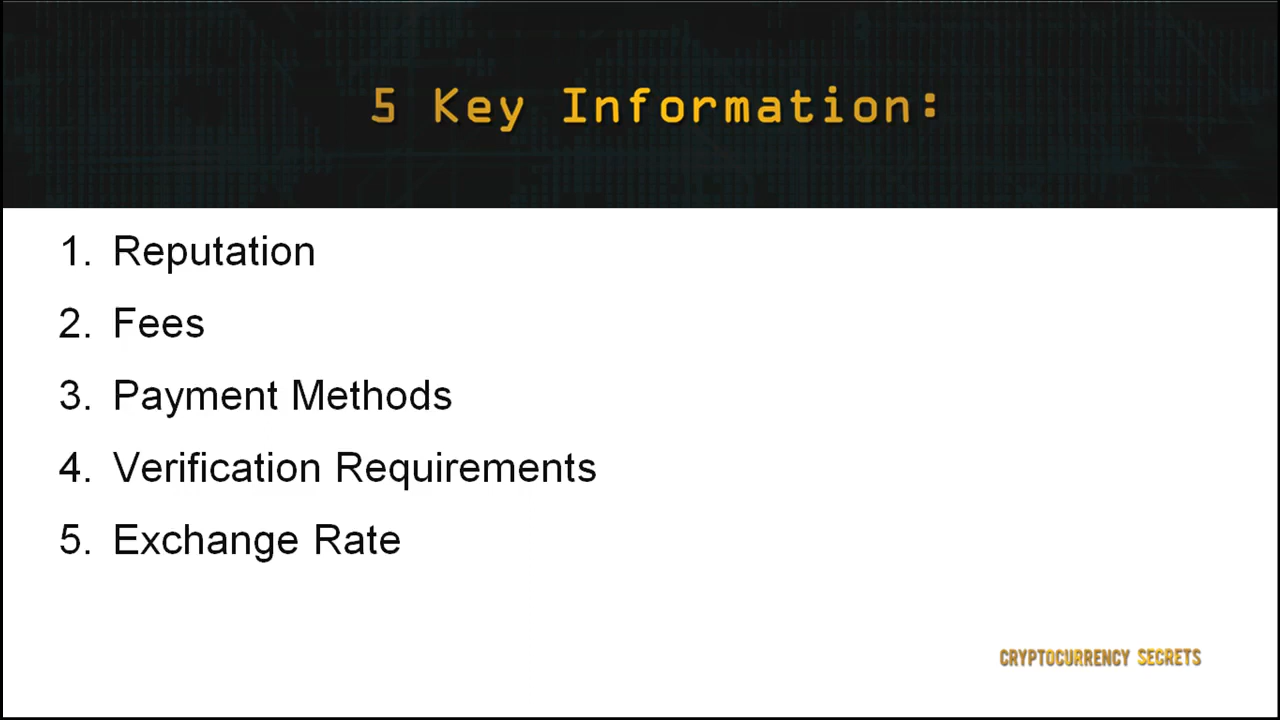 5 Key Information:
1. Reputation
2. Fees
3. Payment Methods
4. Verification Requirements
5. Exchange Rate
CRYPTOCURRENCY SECRETS